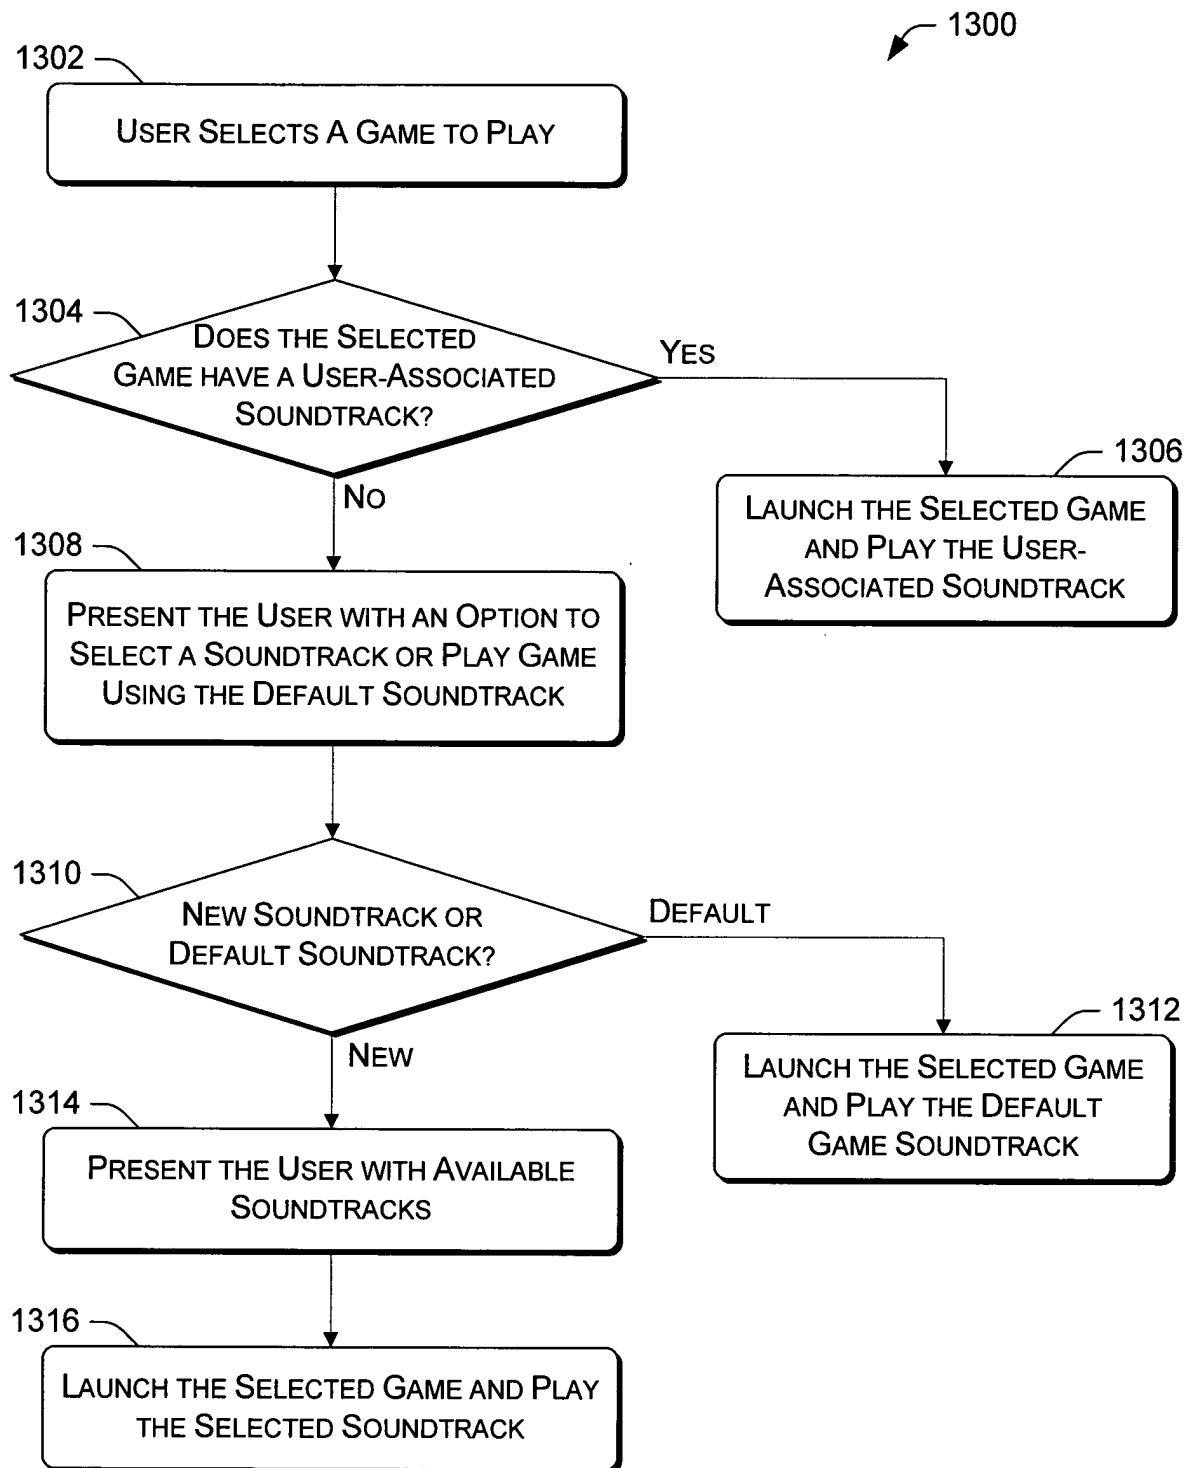 1300
1302
USER SELECTS A GAME TO PLAY
1304
DOES THE SELECTED
GAME HAVE A USER-ASSOCIATED
SOUNDTRACK?
YES
1306
LAUNCH THE SELECTED GAME
AND PLAY THE USER-
ASSOCIATED SOUNDTRACK
NO
1308
PRESENT THE USER WITH AN OPTION TO
SELECT A SOUNDTRACK OR PLAY GAME
USING THE DEFAULT SOUNDTRACK
1310
NEW SOUNDTRACK OR
DEFAULT SOUNDTRACK?
DEFAULT
1312
LAUNCH THE SELECTED GAME
AND PLAY THE DEFAULT
GAME SOUNDTRACK
NEW
1314
PRESENT THE USER WITH AVAILABLE
SOUNDTRACKS
1316
LAUNCH THE SELECTED GAME AND PLAY
THE SELECTED SOUNDTRACK